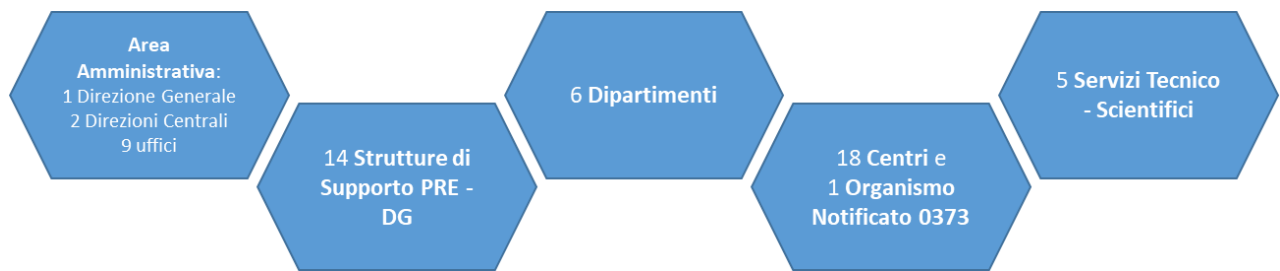 Area
Amministrativa:
1 Direzione Generale
2 Direzioni Centrali
9 uffici
14 Strutture di
Supporto PRE -
DG
6 Dipartimenti
18 Centri e
1 Organismo
Notificato 0373
5 Servizi Tecnico
- Scientifici